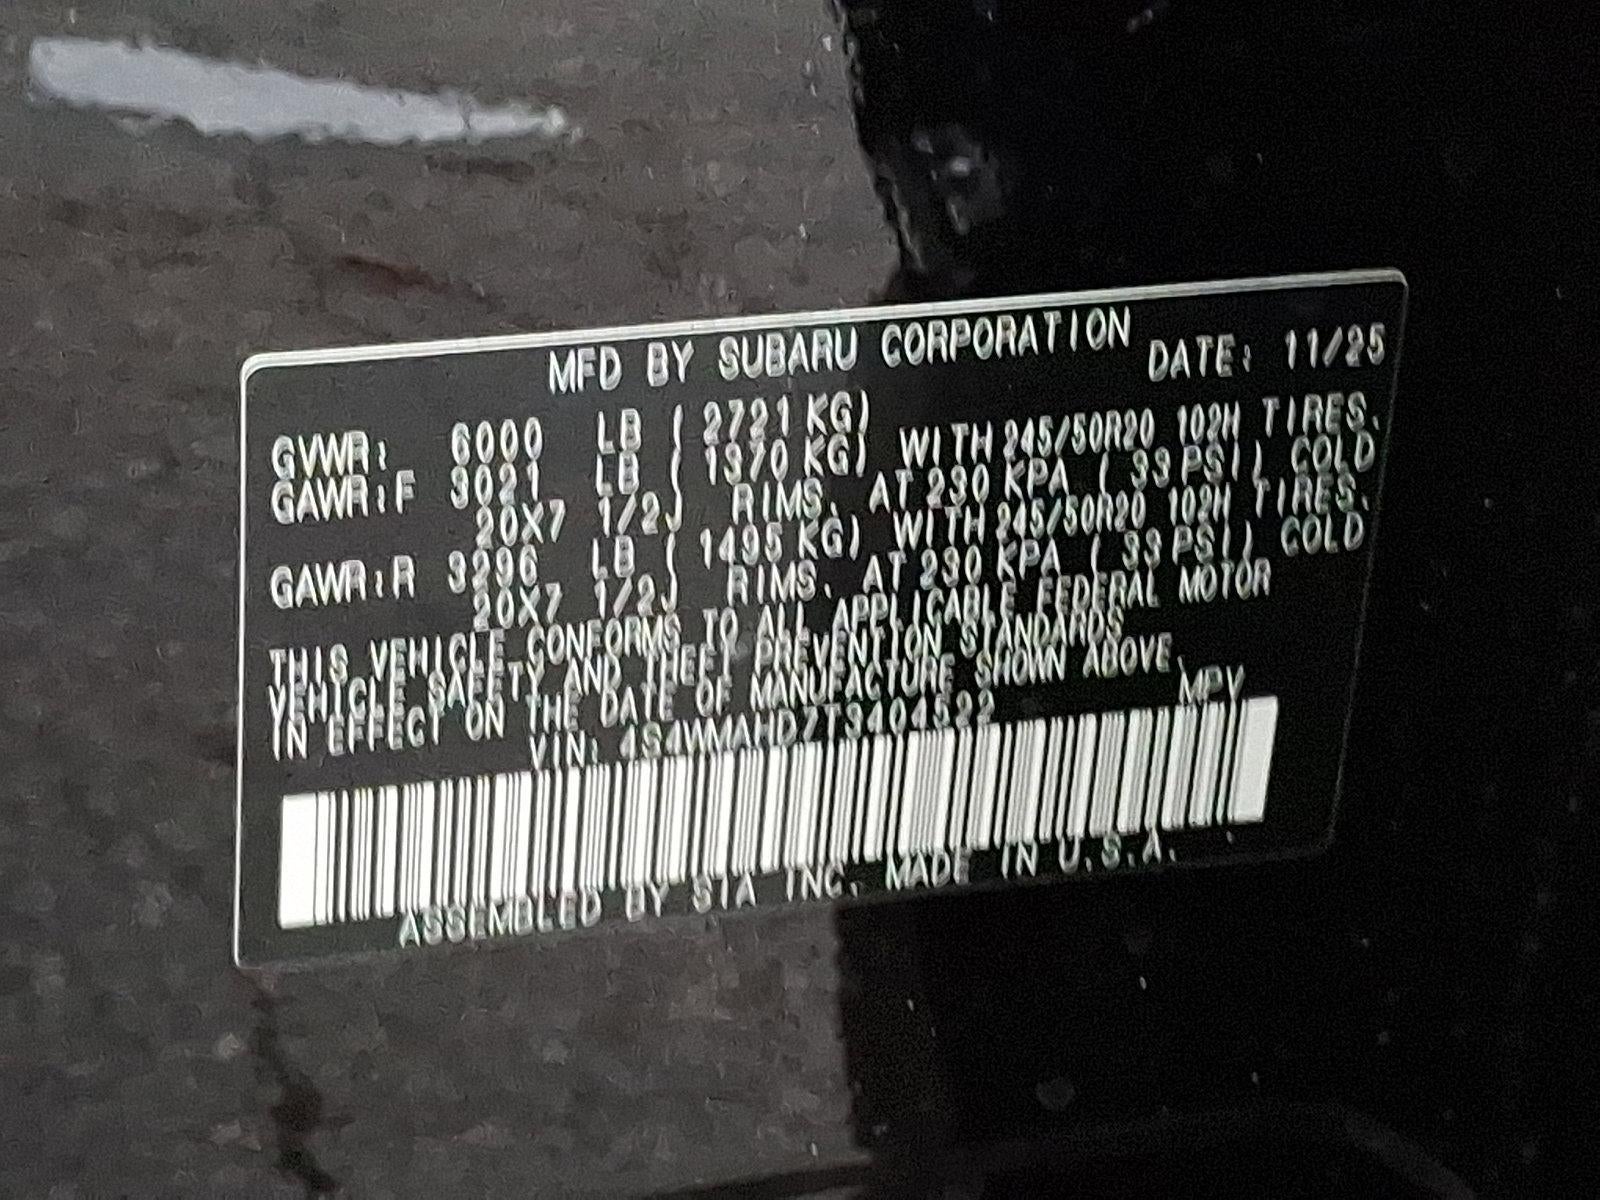 MFD BY SUBARU CORPORATION DATE: 11/25
GVWR: 6000 LB ( 2721 KG)
GAWR:F 3021 LB ( 1370 KG) WITH 245/50R20 102H TIRES.
20X7 1/2J RIMS. AT 230 KPA ( 33 PSI) COLD
GAWR:R 3296 LB ( 1495 KG) WITH 245/50R20 102H TIRES.
20X7 1/2J RIMS. AT 230 KPA ( 33 PSI) COLD
THIS VEHICLE CONFORMS TO ALL APPLICABLE FEDERAL MOTOR
VEHICLE SAFETY AND THEFT PREVENTION STANDARDS
IN EFFECT ON THE DATE OF MANUFACTURE SHOWN ABOVE.
VIN: 4S4WMAHD7T3404522 MPV
ASSEMBLED BY SIA INC. MADE IN U.S.A.